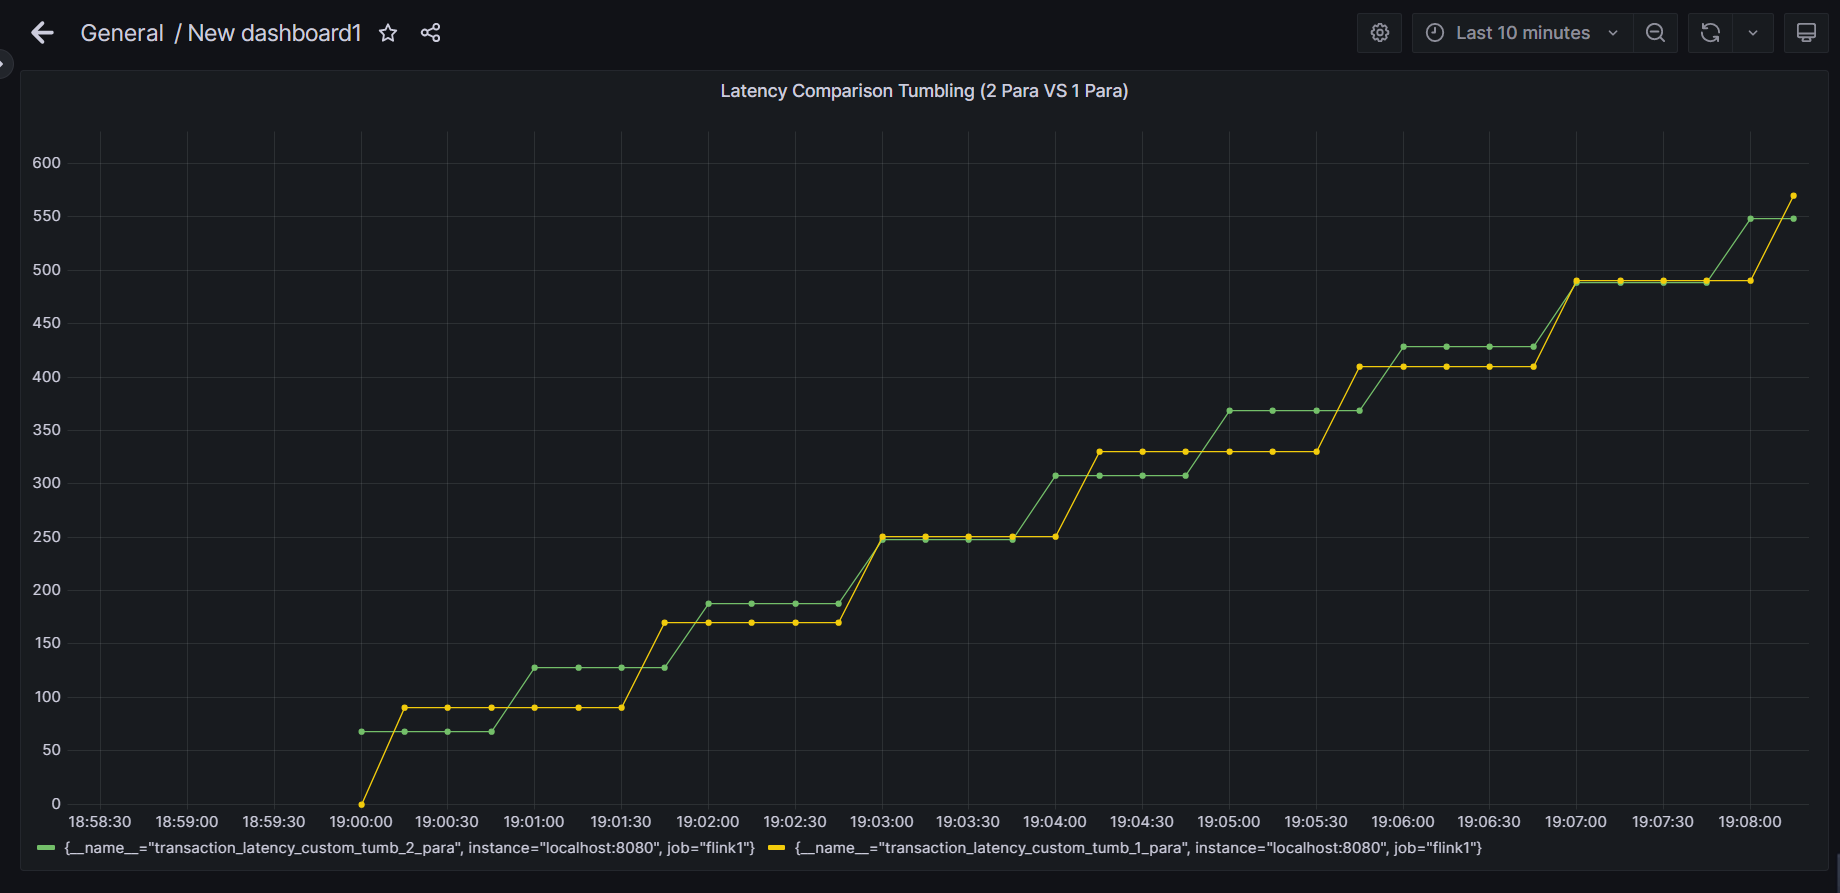 General / New dashboard1
Last 10 minutes
Latency Comparison Tumbling (2 Para VS 1 Para)
600
550
500
450
400
350
300
250
200
150
100
50
0
18:58:30 18:59:00 18:59:30 19:00:00 19:00:30 19:01:00 19:01:30 19:02:00 19:02:30 19:03:00 19:03:30 19:04:00 19:04:30 19:05:00 19:05:30 19:06:00 19:06:30 19:07:00 19:07:30 19:08:00
{__name__="transaction_latency_custom_tumb_2_para", instance="localhost:8080", job="flink1"} {__name__="transaction_latency_custom_tumb_1_para", instance="localhost:8080", job="flink1"}